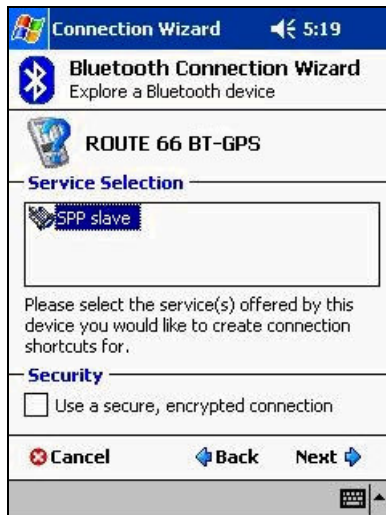 Connection Wizard 5:19
Bluetooth Connection Wizard
Explore a Bluetooth device
ROUTE 66 BT-GPS
Service Selection
SPP slave
Please select the service(s) offered by this
device you would like to create connection
shortcuts for.
Security
Use a secure, encrypted connection
Cancel Back Next